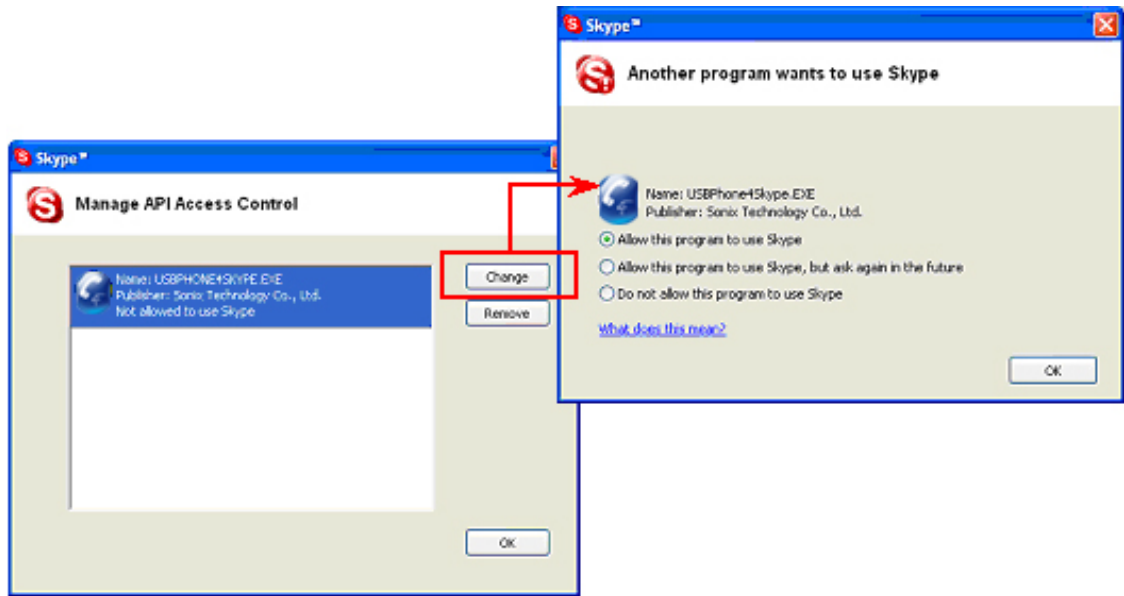 Skype™
Manage API Access Control
Name: USBPHONE4SKYPE.EXE
Publisher: Sonix Technology Co., Ltd.
Not allowed to use Skype
Change
Remove
OK
Skype™
Another program wants to use Skype
Name: USBPhone4Skype.EXE
Publisher: Sonix Technology Co., Ltd.
Allow this program to use Skype
Allow this program to use Skype, but ask again in the future
Do not allow this program to use Skype
What does this mean?
OK